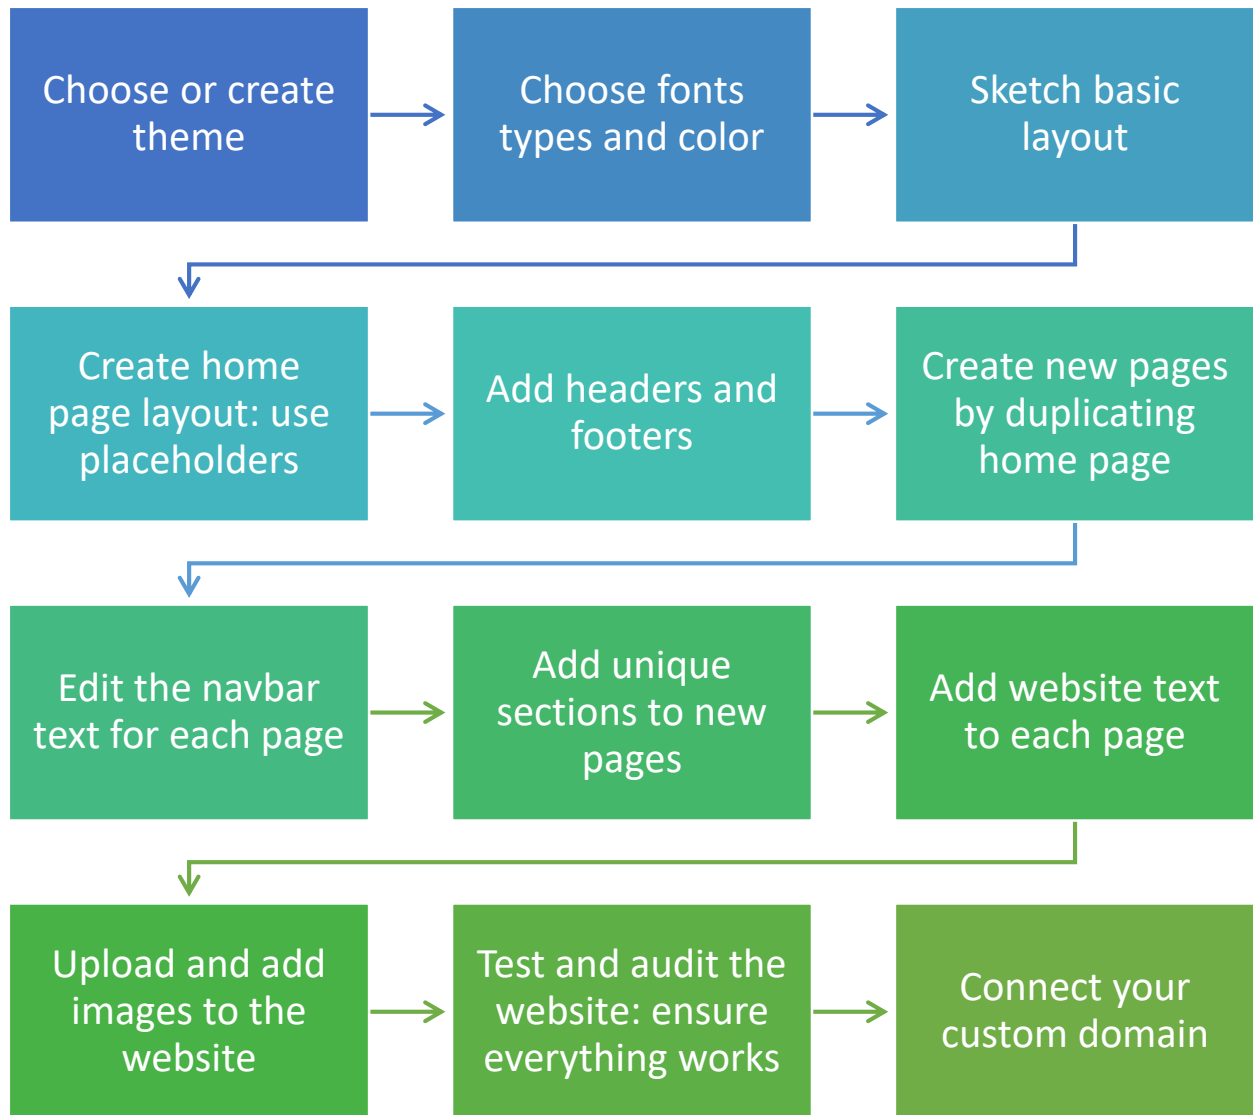 Choose or create
theme
Choose fonts
types and color
Sketch basic
layout
Create home
page layout: use
placeholders
Add headers and
footers
Create new pages
by duplicating
home page
Edit the navbar
text for each page
Add unique
sections to new
pages
Add website text
to each page
Upload and add
images to the
website
Test and audit the
website: ensure
everything works
Connect your
custom domain